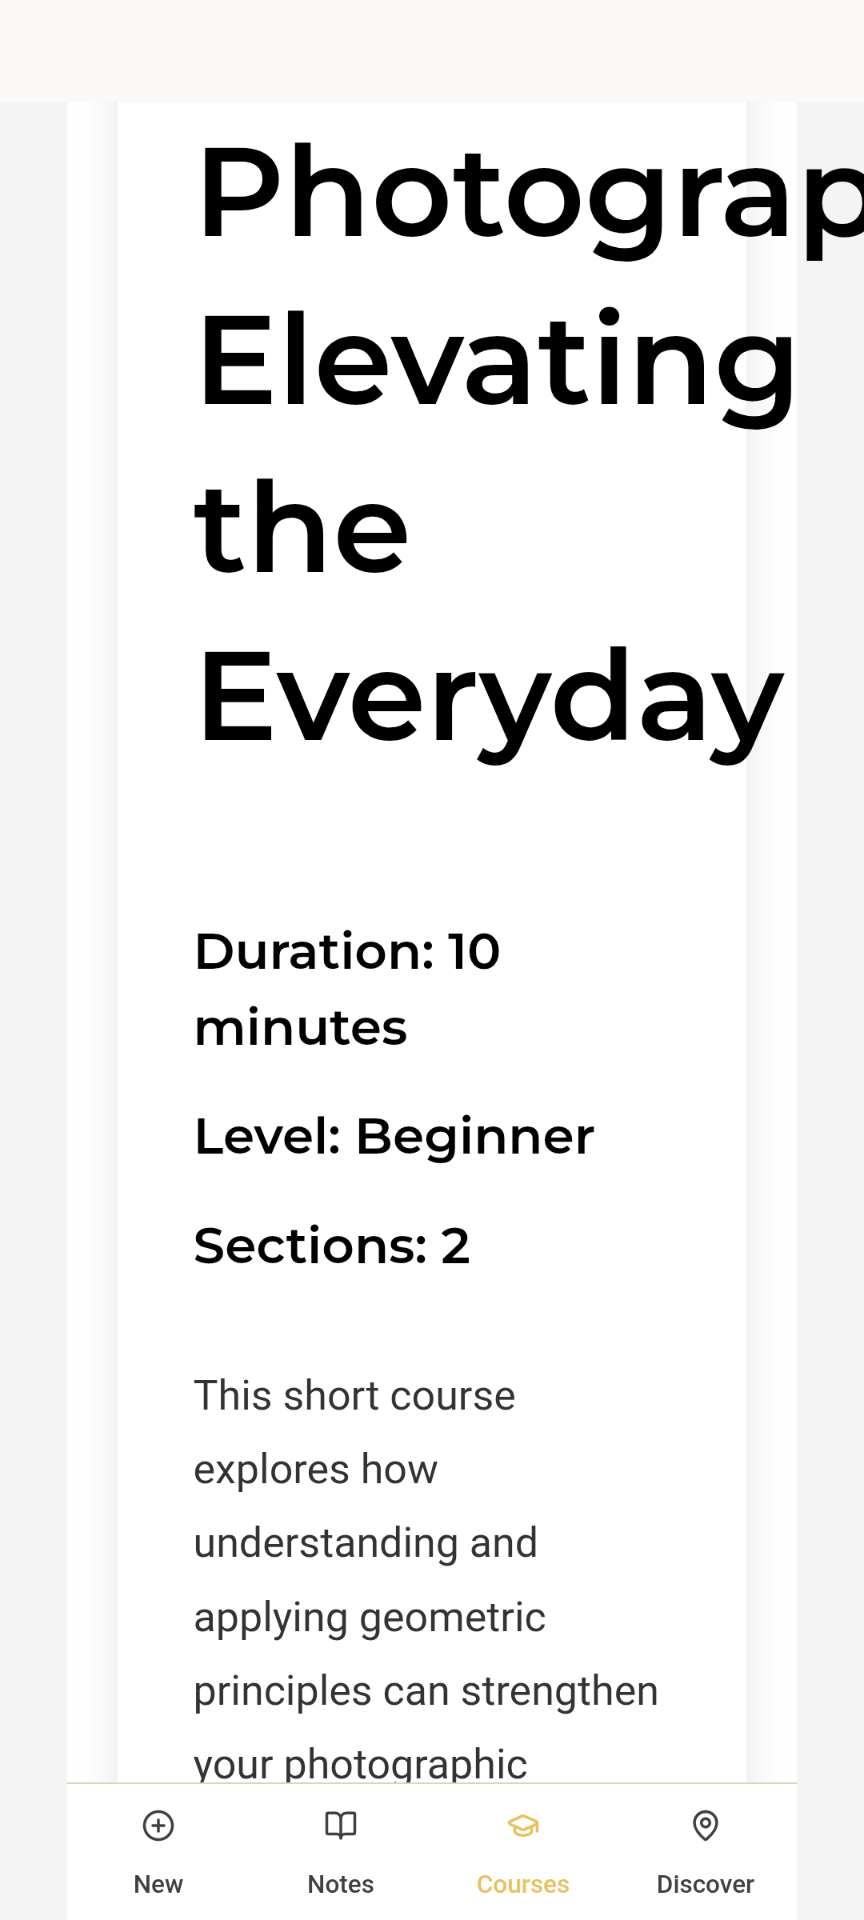 Photograp
Elevating
the
Everyday
Duration: 10
minutes
Level: Beginner
Sections: 2
This short course
explores how
understanding and
applying geometric
principles can strengthen
your photographic
New
Notes
Courses
Discover